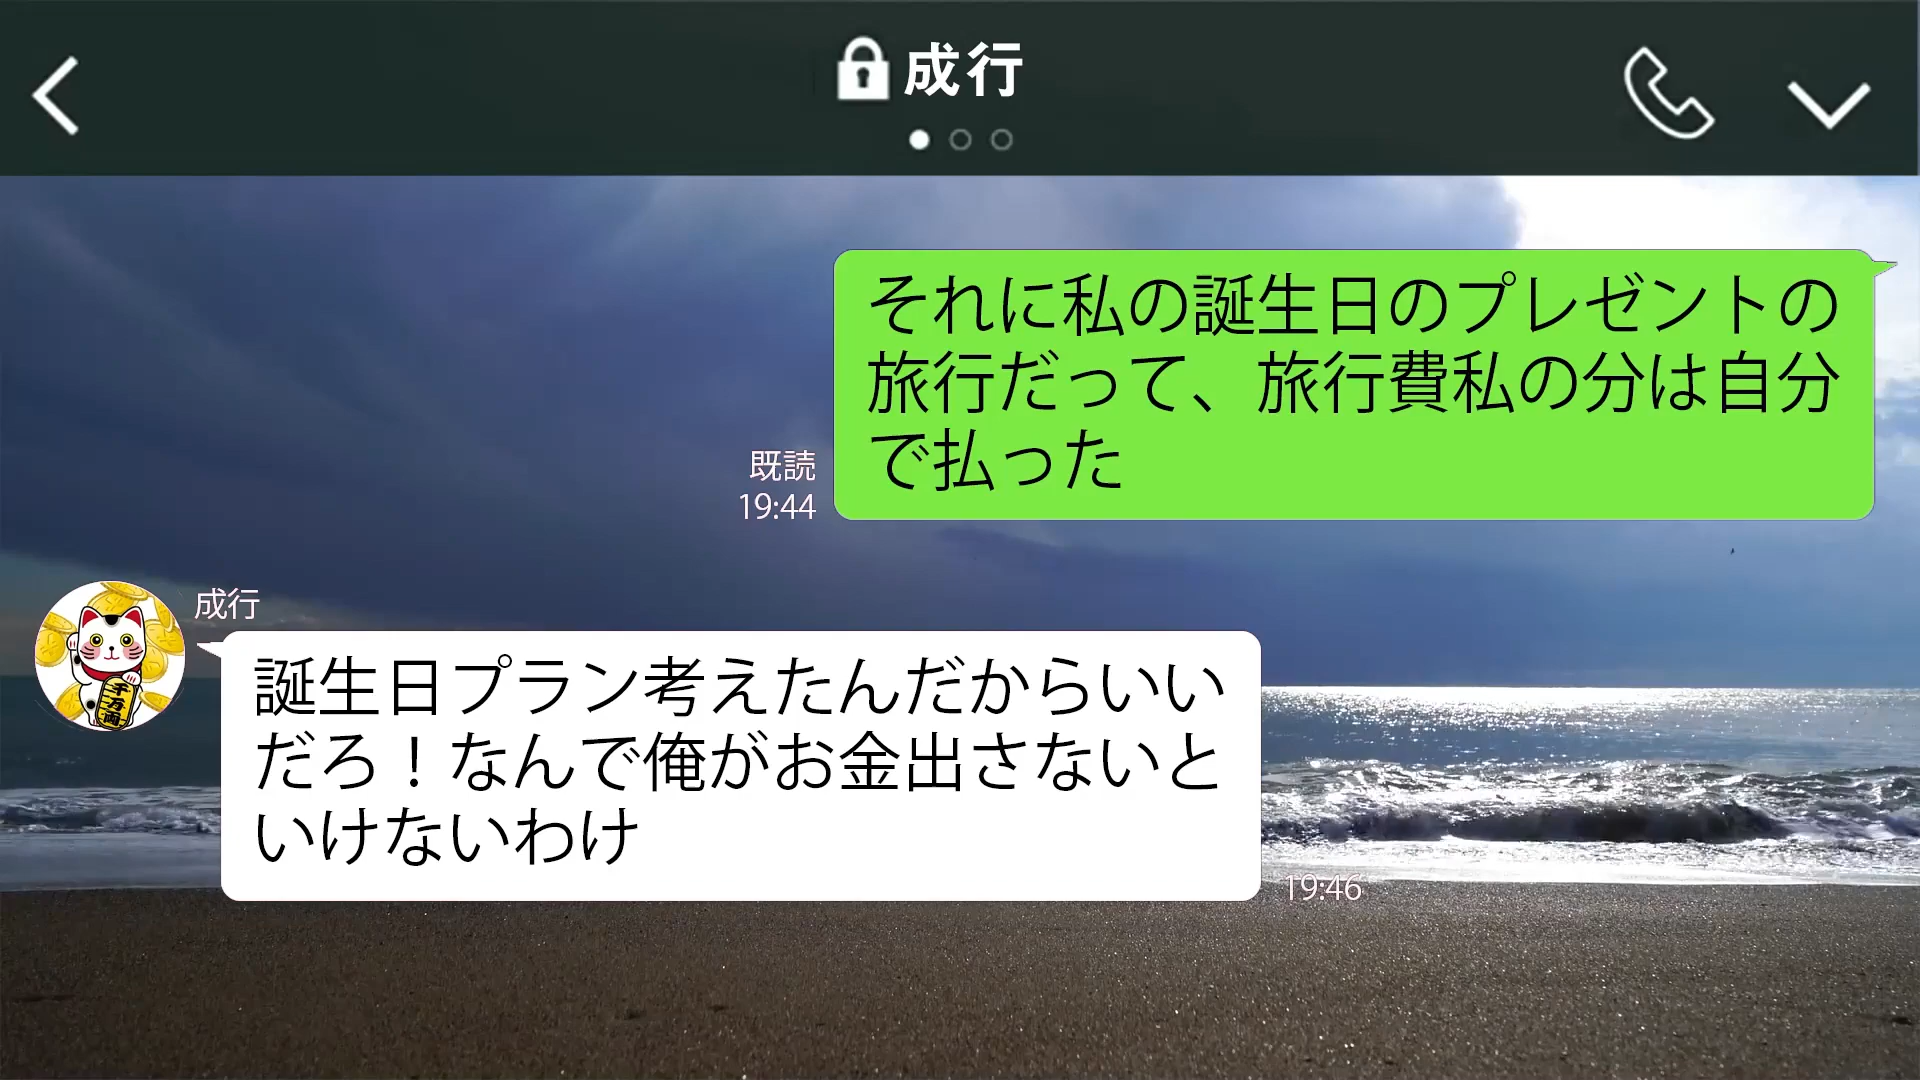 成行
それに私の誕生日のプレゼントの
旅行だって、旅行費私の分は自分
で払った
既読
19:44
成行
千万両
誕生日プラン考えたんだからいい
だろ！なんで俺がお金出さないと
いけないわけ
19:46